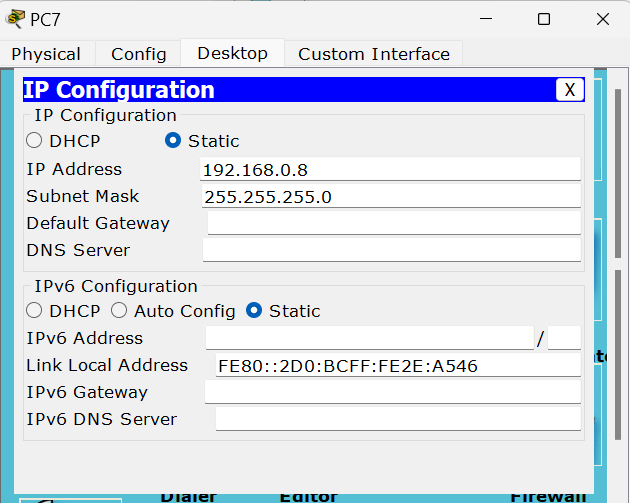 PC7
Physical Config Desktop Custom Interface
IP Configuration X
IP Configuration
DHCP Static
IP Address 192.168.0.8
Subnet Mask 255.255.255.0
Default Gateway
DNS Server
IPv6 Configuration
DHCP Auto Config Static
IPv6 Address /
Link Local Address FE80::2D0:BCFF:FE2E:A546
IPv6 Gateway
IPv6 DNS Server
Dialer Editor Firewall